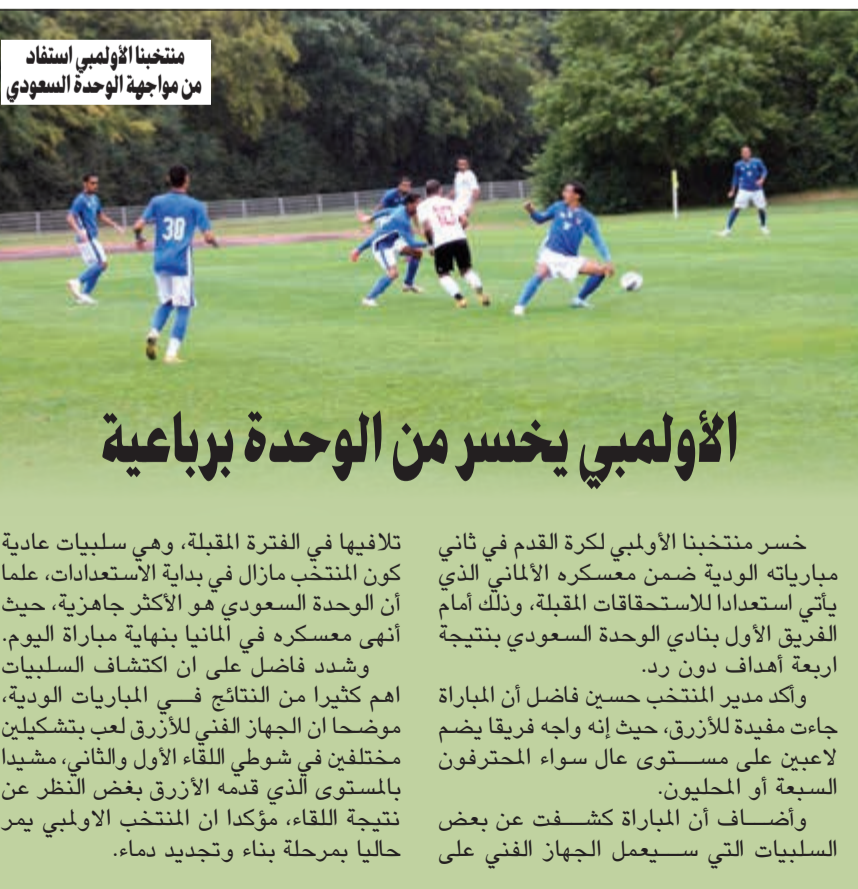 منتخبنا الأولمبي استفاد
من مواجهة الوحدة السعودي
30
10
الأولمبي يخسر من الوحدة برباعية
خسر منتخبنا الأولمبي لكرة القدم في ثاني
مبارياته الودية ضمن معسكره الألماني الذي
يأتي استعدادا للاستحقاقات المقبلة، وذلك أمام
الفريق الأول بنادي الوحدة السعودي بنتيجة
اربعة أهداف دون رد.
وأكد مدير المنتخب حسين فاضل أن المباراة
جاءت مفيدة للأزرق، حيث إنه واجه فريقا يضم
لاعبين على مستوى عال سواء المحترفون
السبعة أو المحليون.
وأضاف أن المباراة كشفت عن بعض
السلبيات التي سيعمل الجهاز الفني على
تلافيها في الفترة المقبلة، وهي سلبيات عادية
كون المنتخب مازال في بداية الاستعدادات، علما
أن الوحدة السعودي هو الأكثر جاهزية، حيث
أنهى معسكره في المانيا بنهاية مباراة اليوم.
وشدد فاضل على ان اكتشاف السلبيات
اهم كثيرا من النتائج في المباريات الودية،
موضحا ان الجهاز الفني للأزرق لعب بتشكيلين
مختلفين في شوطي اللقاء الأول والثاني، مشيدا
بالمستوى الذي قدمه الأزرق بغض النظر عن
نتيجة اللقاء، مؤكدا ان المنتخب الاولمبي يمر
حاليا بمرحلة بناء وتجديد دماء.